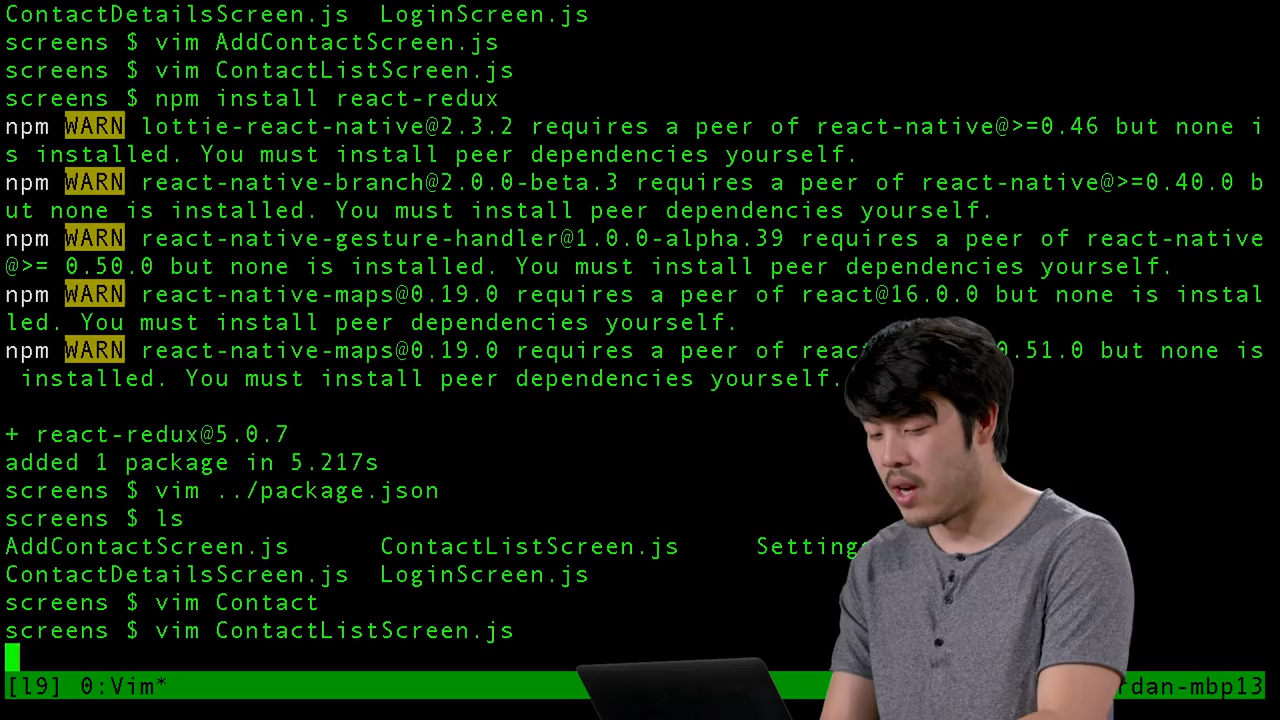 ContactDetailsScreen.js  LoginScreen.js
screens $ vim AddContactScreen.js
screens $ vim ContactListScreen.js
screens $ npm install react-redux
npm WARN lottie-react-native@2.3.2 requires a peer of react-native@>=0.46 but none i
s installed. You must install peer dependencies yourself.
npm WARN react-native-branch@2.0.0-beta.3 requires a peer of react-native@>=0.40.0 b
ut none is installed. You must install peer dependencies yourself.
npm WARN react-native-gesture-handler@1.0.0-alpha.39 requires a peer of react-native
@>= 0.50.0 but none is installed. You must install peer dependencies yourself.
npm WARN react-native-maps@0.19.0 requires a peer of react@16.0.0 but none is instal
led. You must install peer dependencies yourself.
npm WARN react-native-maps@0.19.0 requires a peer of 0.51.0 but none is
installed. You must install peer dependencies yourself.
+ react-redux@5.0.7
added 1 package in 5.217s
screens $ vim ../package.json
screens $ ls
AddContactScreen.js      ContactListScreen.js
ContactDetailsScreen.js  LoginScreen.js
screens $ vim Contact
screens $ vim ContactListScreen.js
[l9] 0:Vim*